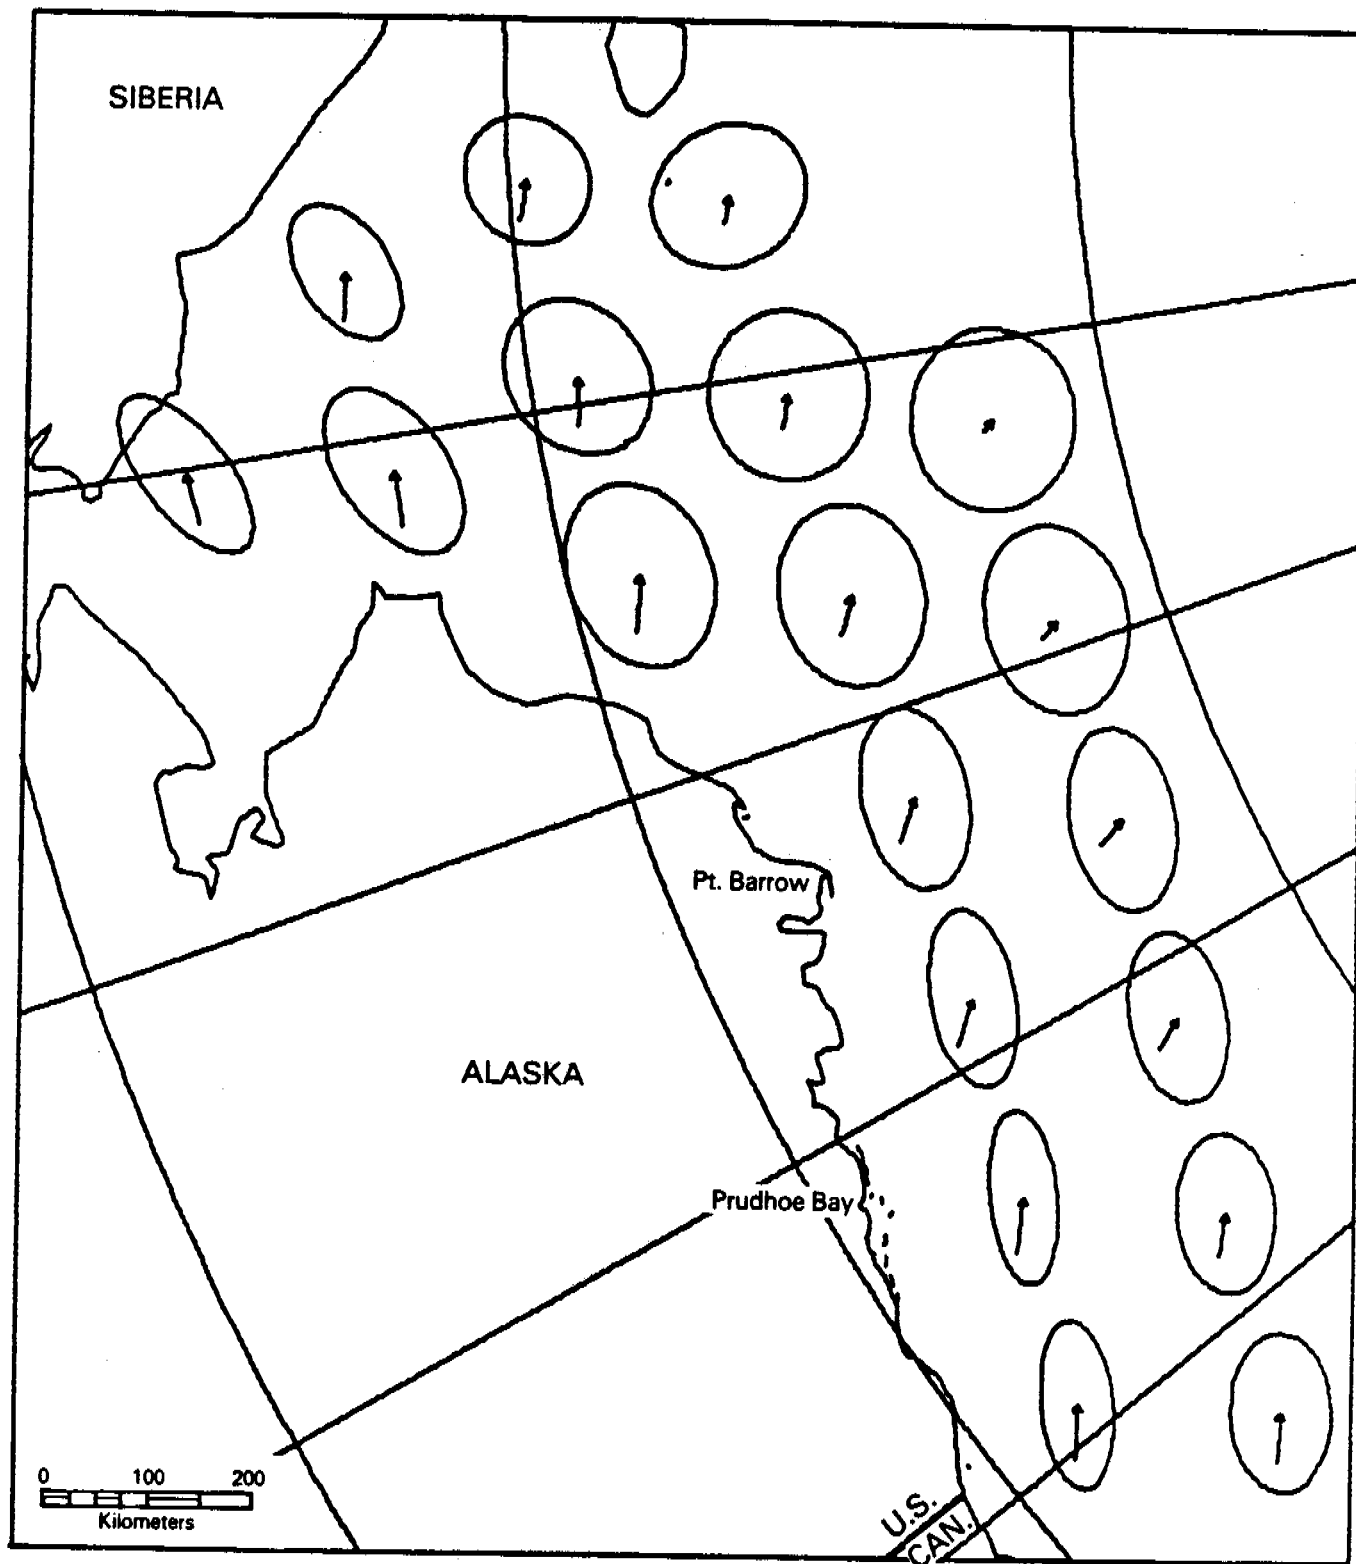 SIBERIA
Pt. Barrow
ALASKA
Prudhoe Bay
0 100 200
Kilometers
U.S.
CAN.